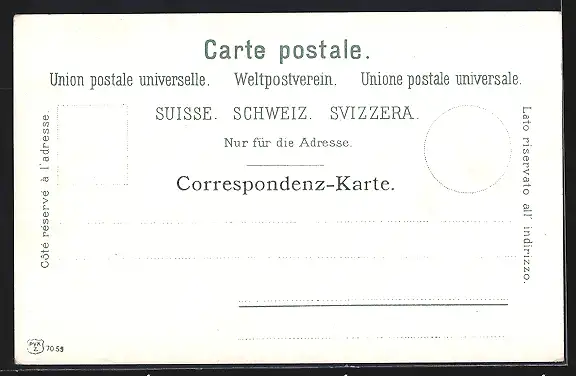 Carte postale.
Union postale universelle. Weltpostverein. Unione postale universale.
SUISSE. SCHWEIZ. SVIZZERA.
Nur für die Adresse.
Correspondenz-Karte.
Côté réservé à l'adresse.
Lato riservato all' indirizzo.
7058